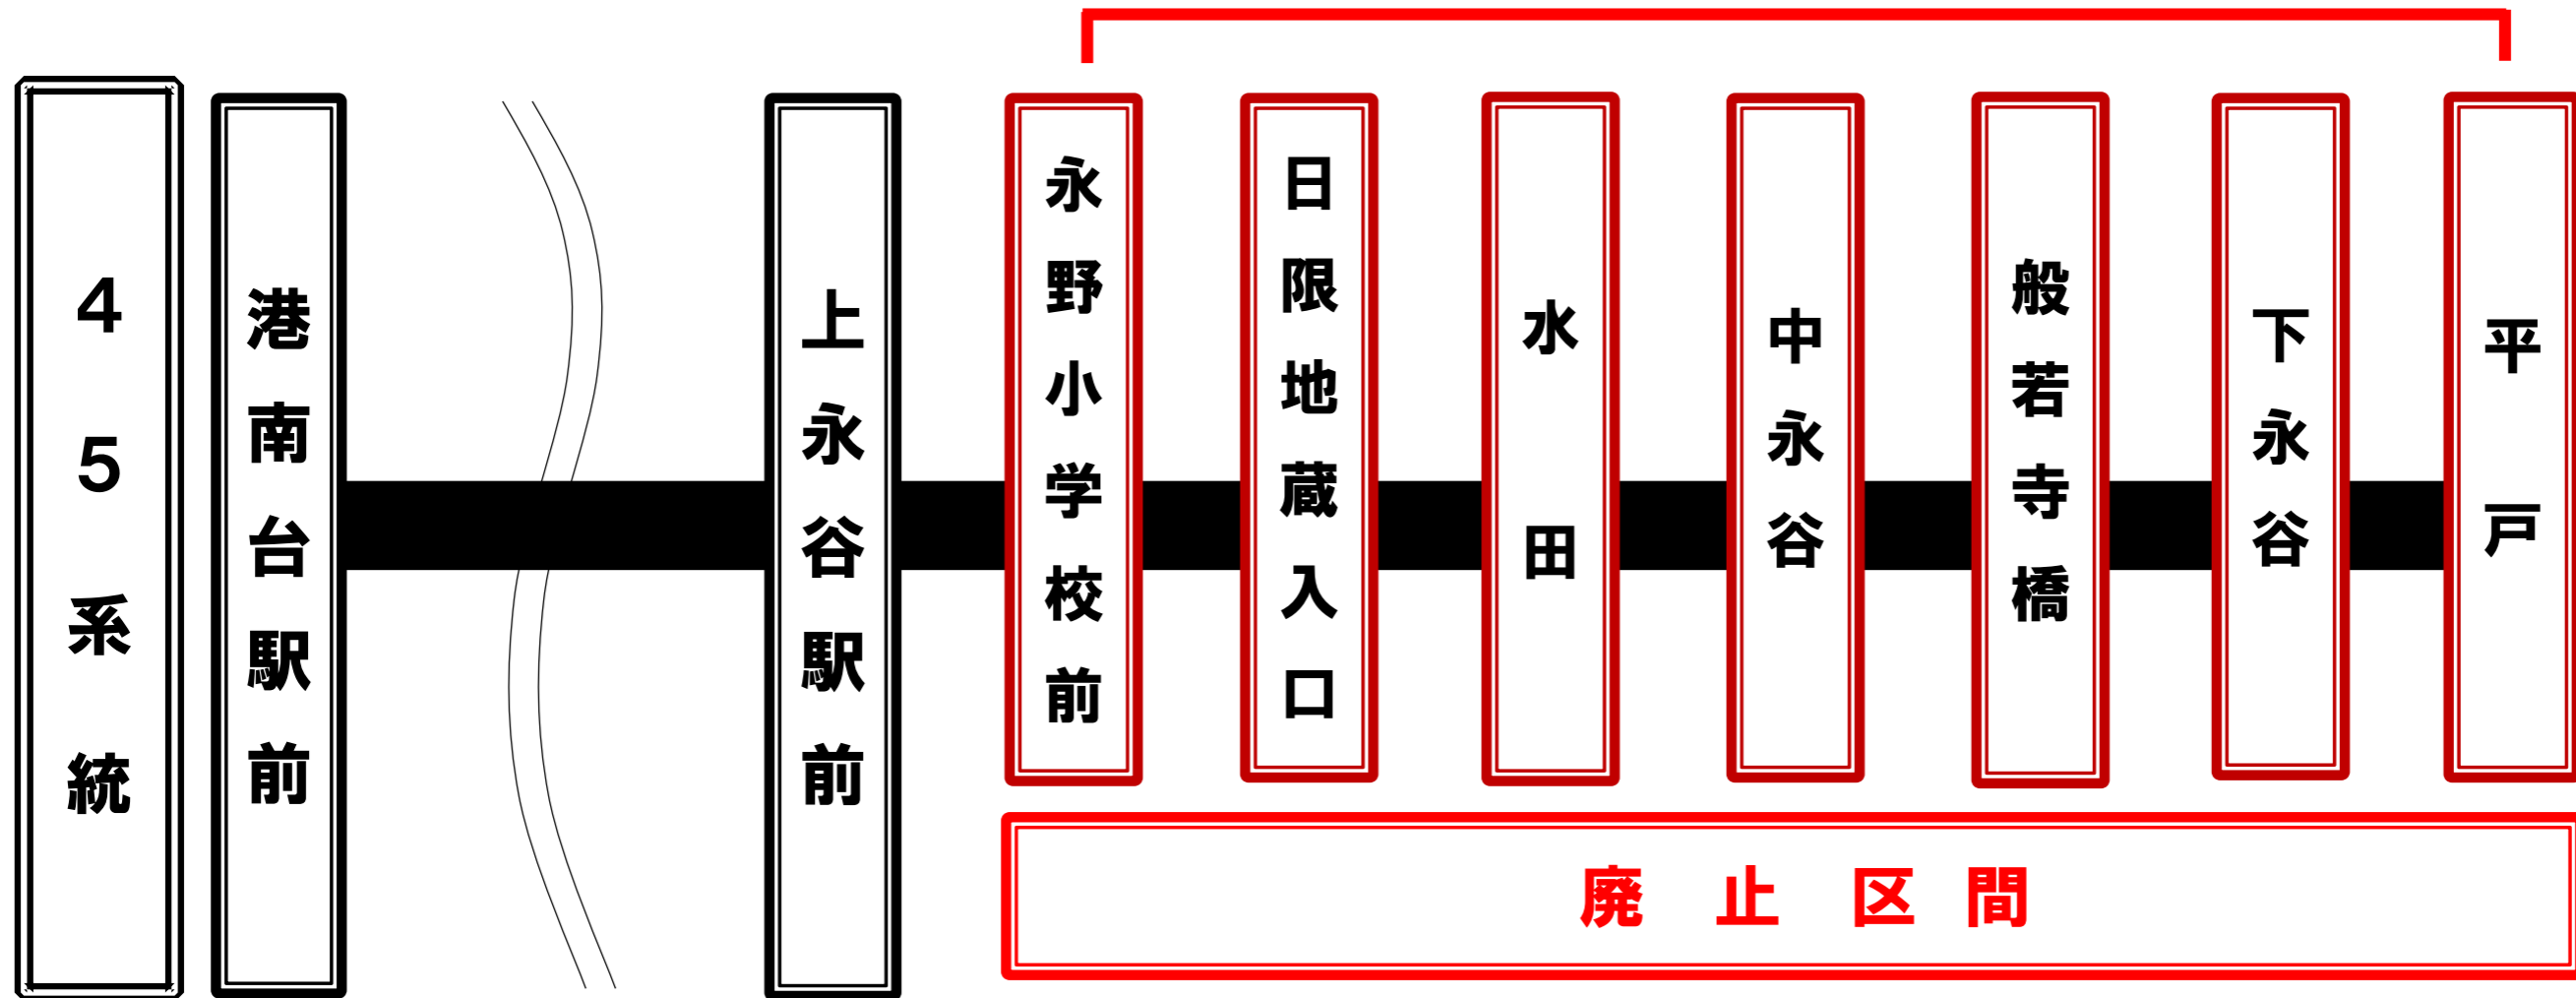 45系統
港南台駅前
上永谷駅前
永野小学校前
日限地蔵入口
水田
中永谷
般若寺橋
下永谷
平戸
廃止区間